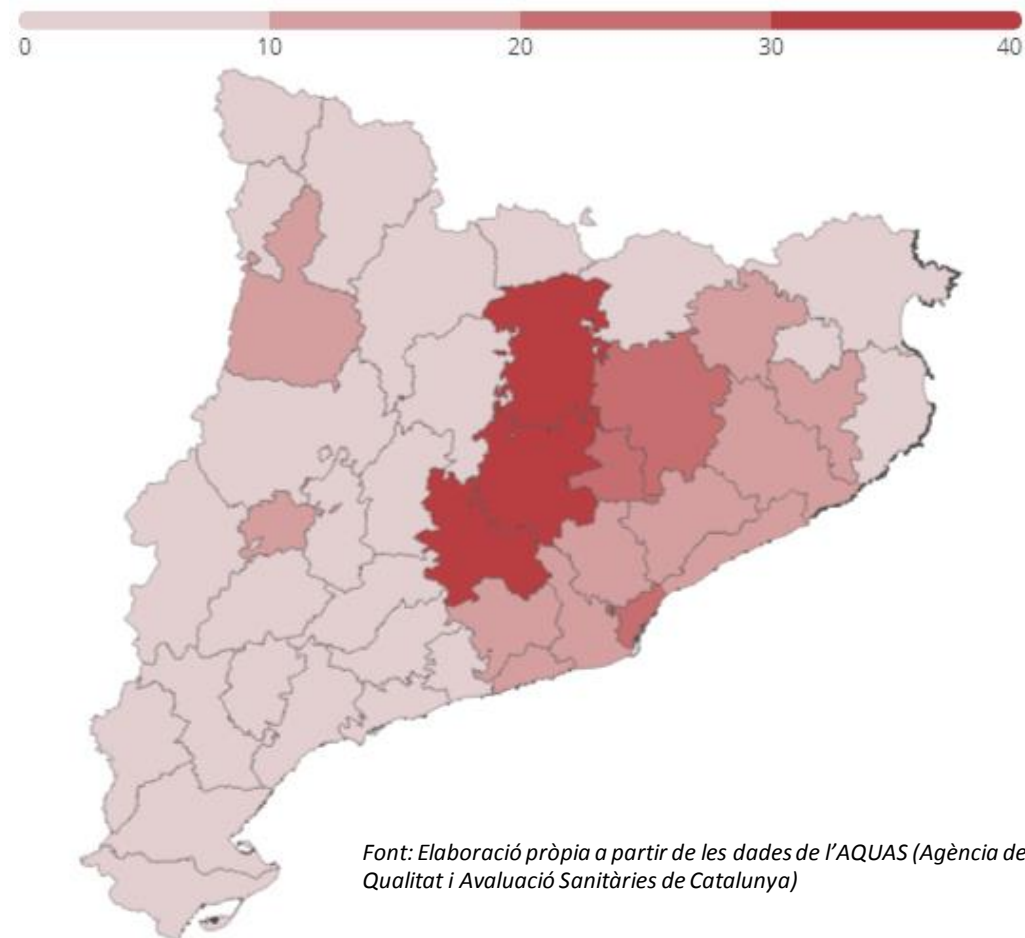 0 10 20 30 40
Font: Elaboració pròpia a partir de les dades de l’AQUAS (Agència de
Qualitat i Avaluació Sanitàries de Catalunya)